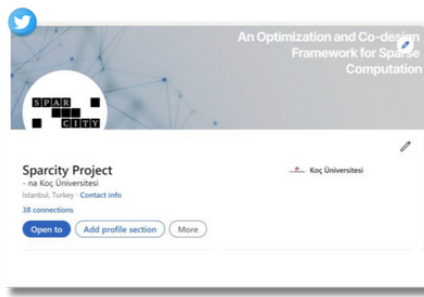 An Optimization and Co-design
Framework for Sparse
Computation
SPAR
CITY
Sparcity Project
- na Koç Üniversitesi
Koç Üniversitesi
Istanbul, Turkey · Contact info
38 connections
Open to
Add profile section
More